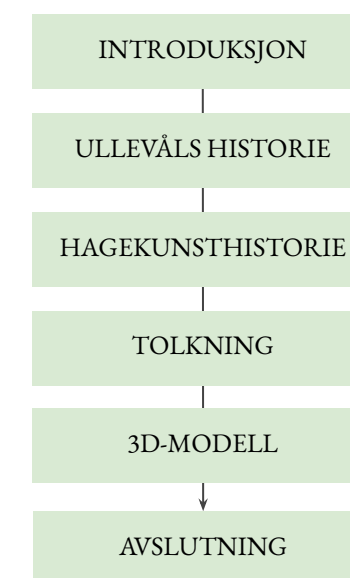 INTRODUKSJON
ULLEVÅLS HISTORIE
HAGEKUNSTHISTORIE
TOLKNING
3D-MODELL
AVSLUTNING